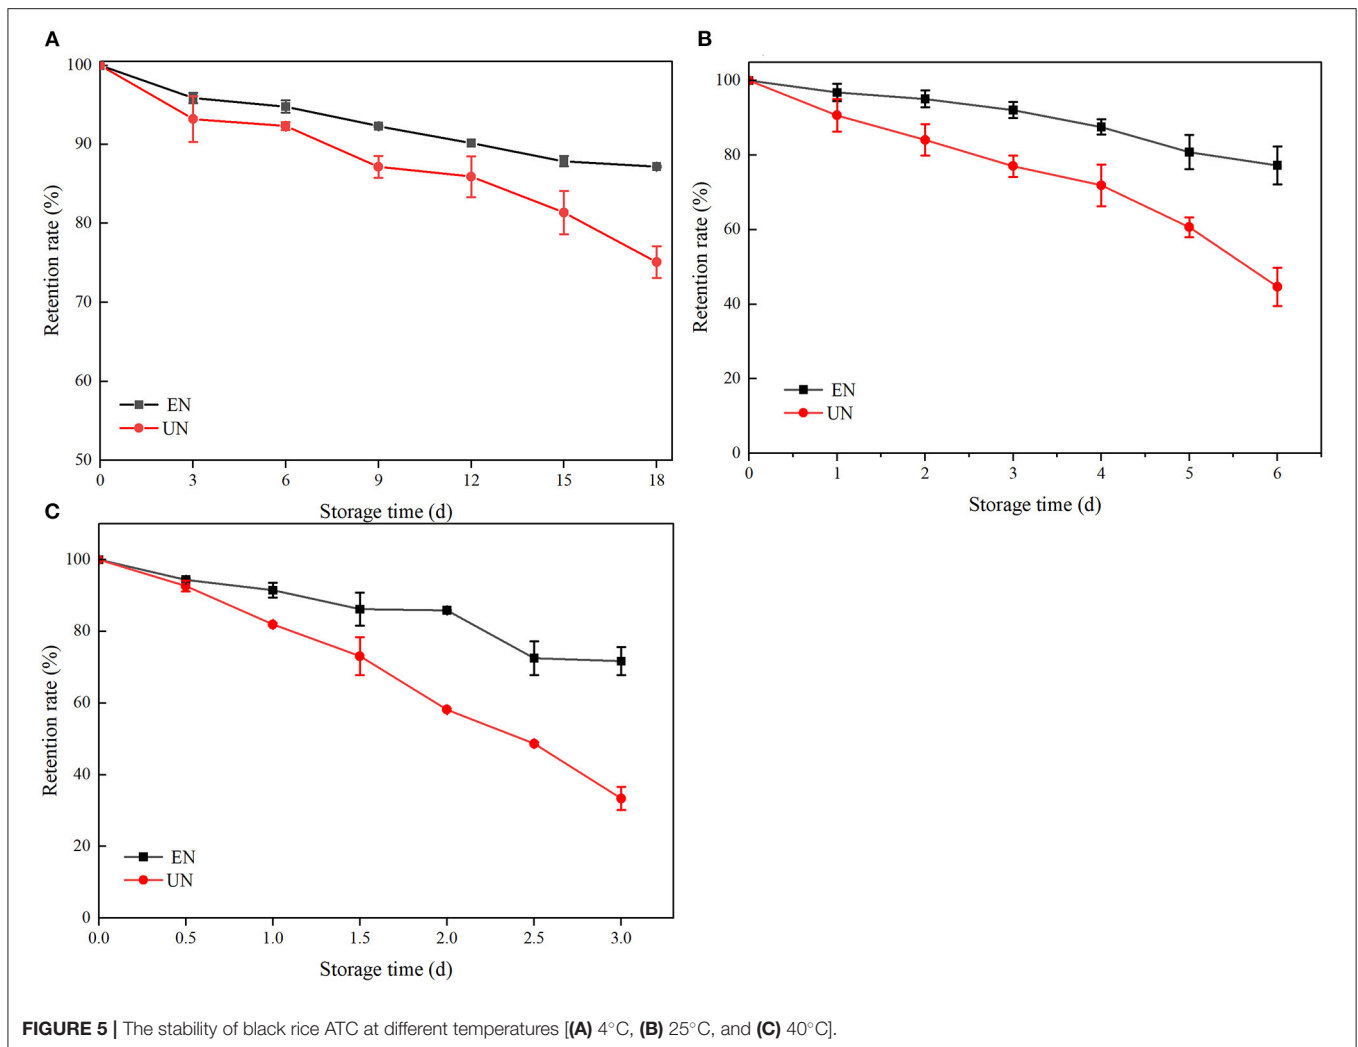 A
100
90
80
70
60
50
Retention rate (%)
EN
UN
0 3 6 9 12 15 18
Storage time (d)
B
100
80
60
40
20
0
Retention rate (%)
EN
UN
0 1 2 3 4 5 6
Storage time (d)
C
100
80
60
40
20
0
Retention rate (%)
EN
UN
0.0 0.5 1.0 1.5 2.0 2.5 3.0
Storage time (d)
FIGURE 5 | The stability of black rice ATC at different temperatures [(A) 4°C, (B) 25°C, and (C) 40°C].